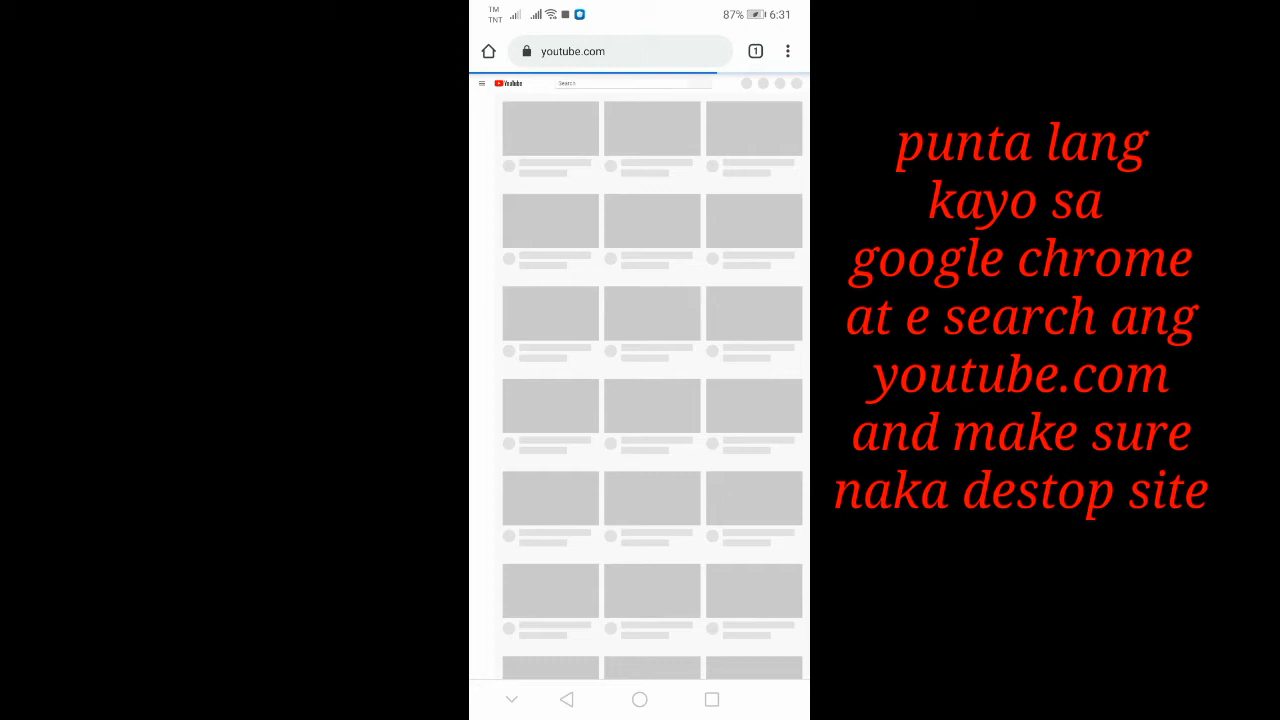 TM
TNT
87%
6:31
youtube.com
1
YouTube
Search
punta lang
kayo sa
google chrome
at e search ang
youtube.com
and make sure
naka destop site